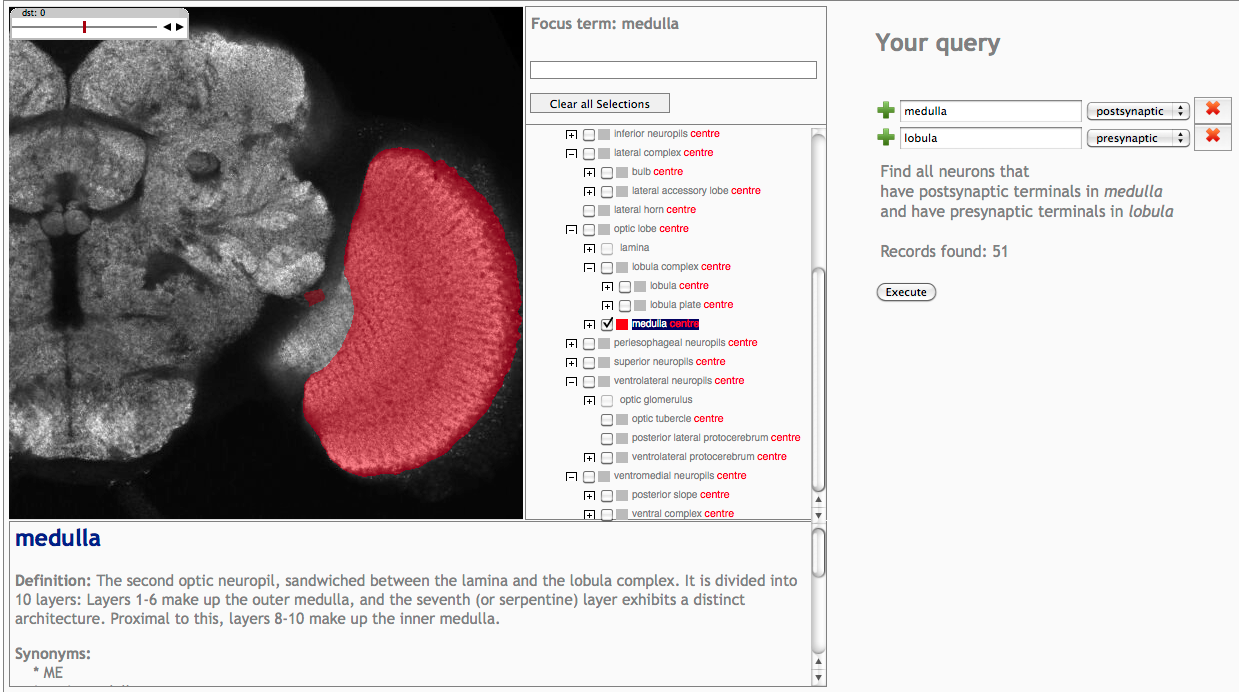 dst: 0
Focus term: medulla
Clear all Selections
inferior neuropils centre
lateral complex centre
bulb centre
lateral accessory lobe centre
lateral horn centre
optic lobe centre
lamina
lobula complex centre
lobula centre
lobula plate centre
medulla centre
periesophageal neuropils centre
superior neuropils centre
ventrolateral neuropils centre
optic glomerulus
optic tubercle centre
posterior lateral protocerebrum centre
ventrolateral protocerebrum centre
ventromedial neuropils centre
posterior slope centre
ventral complex centre
medulla
Definition: The second optic neuropil, sandwiched between the lamina and the lobula complex. It is divided into
10 layers: Layers 1-6 make up the outer medulla, and the seventh (or serpentine) layer exhibits a distinct
architecture. Proximal to this, layers 8-10 make up the inner medulla.
Synonyms:
* ME
Your query
medulla postsynaptic
lobula presynaptic
Find all neurons that
have postsynaptic terminals in medulla
and have presynaptic terminals in lobula
Records found: 51
Execute